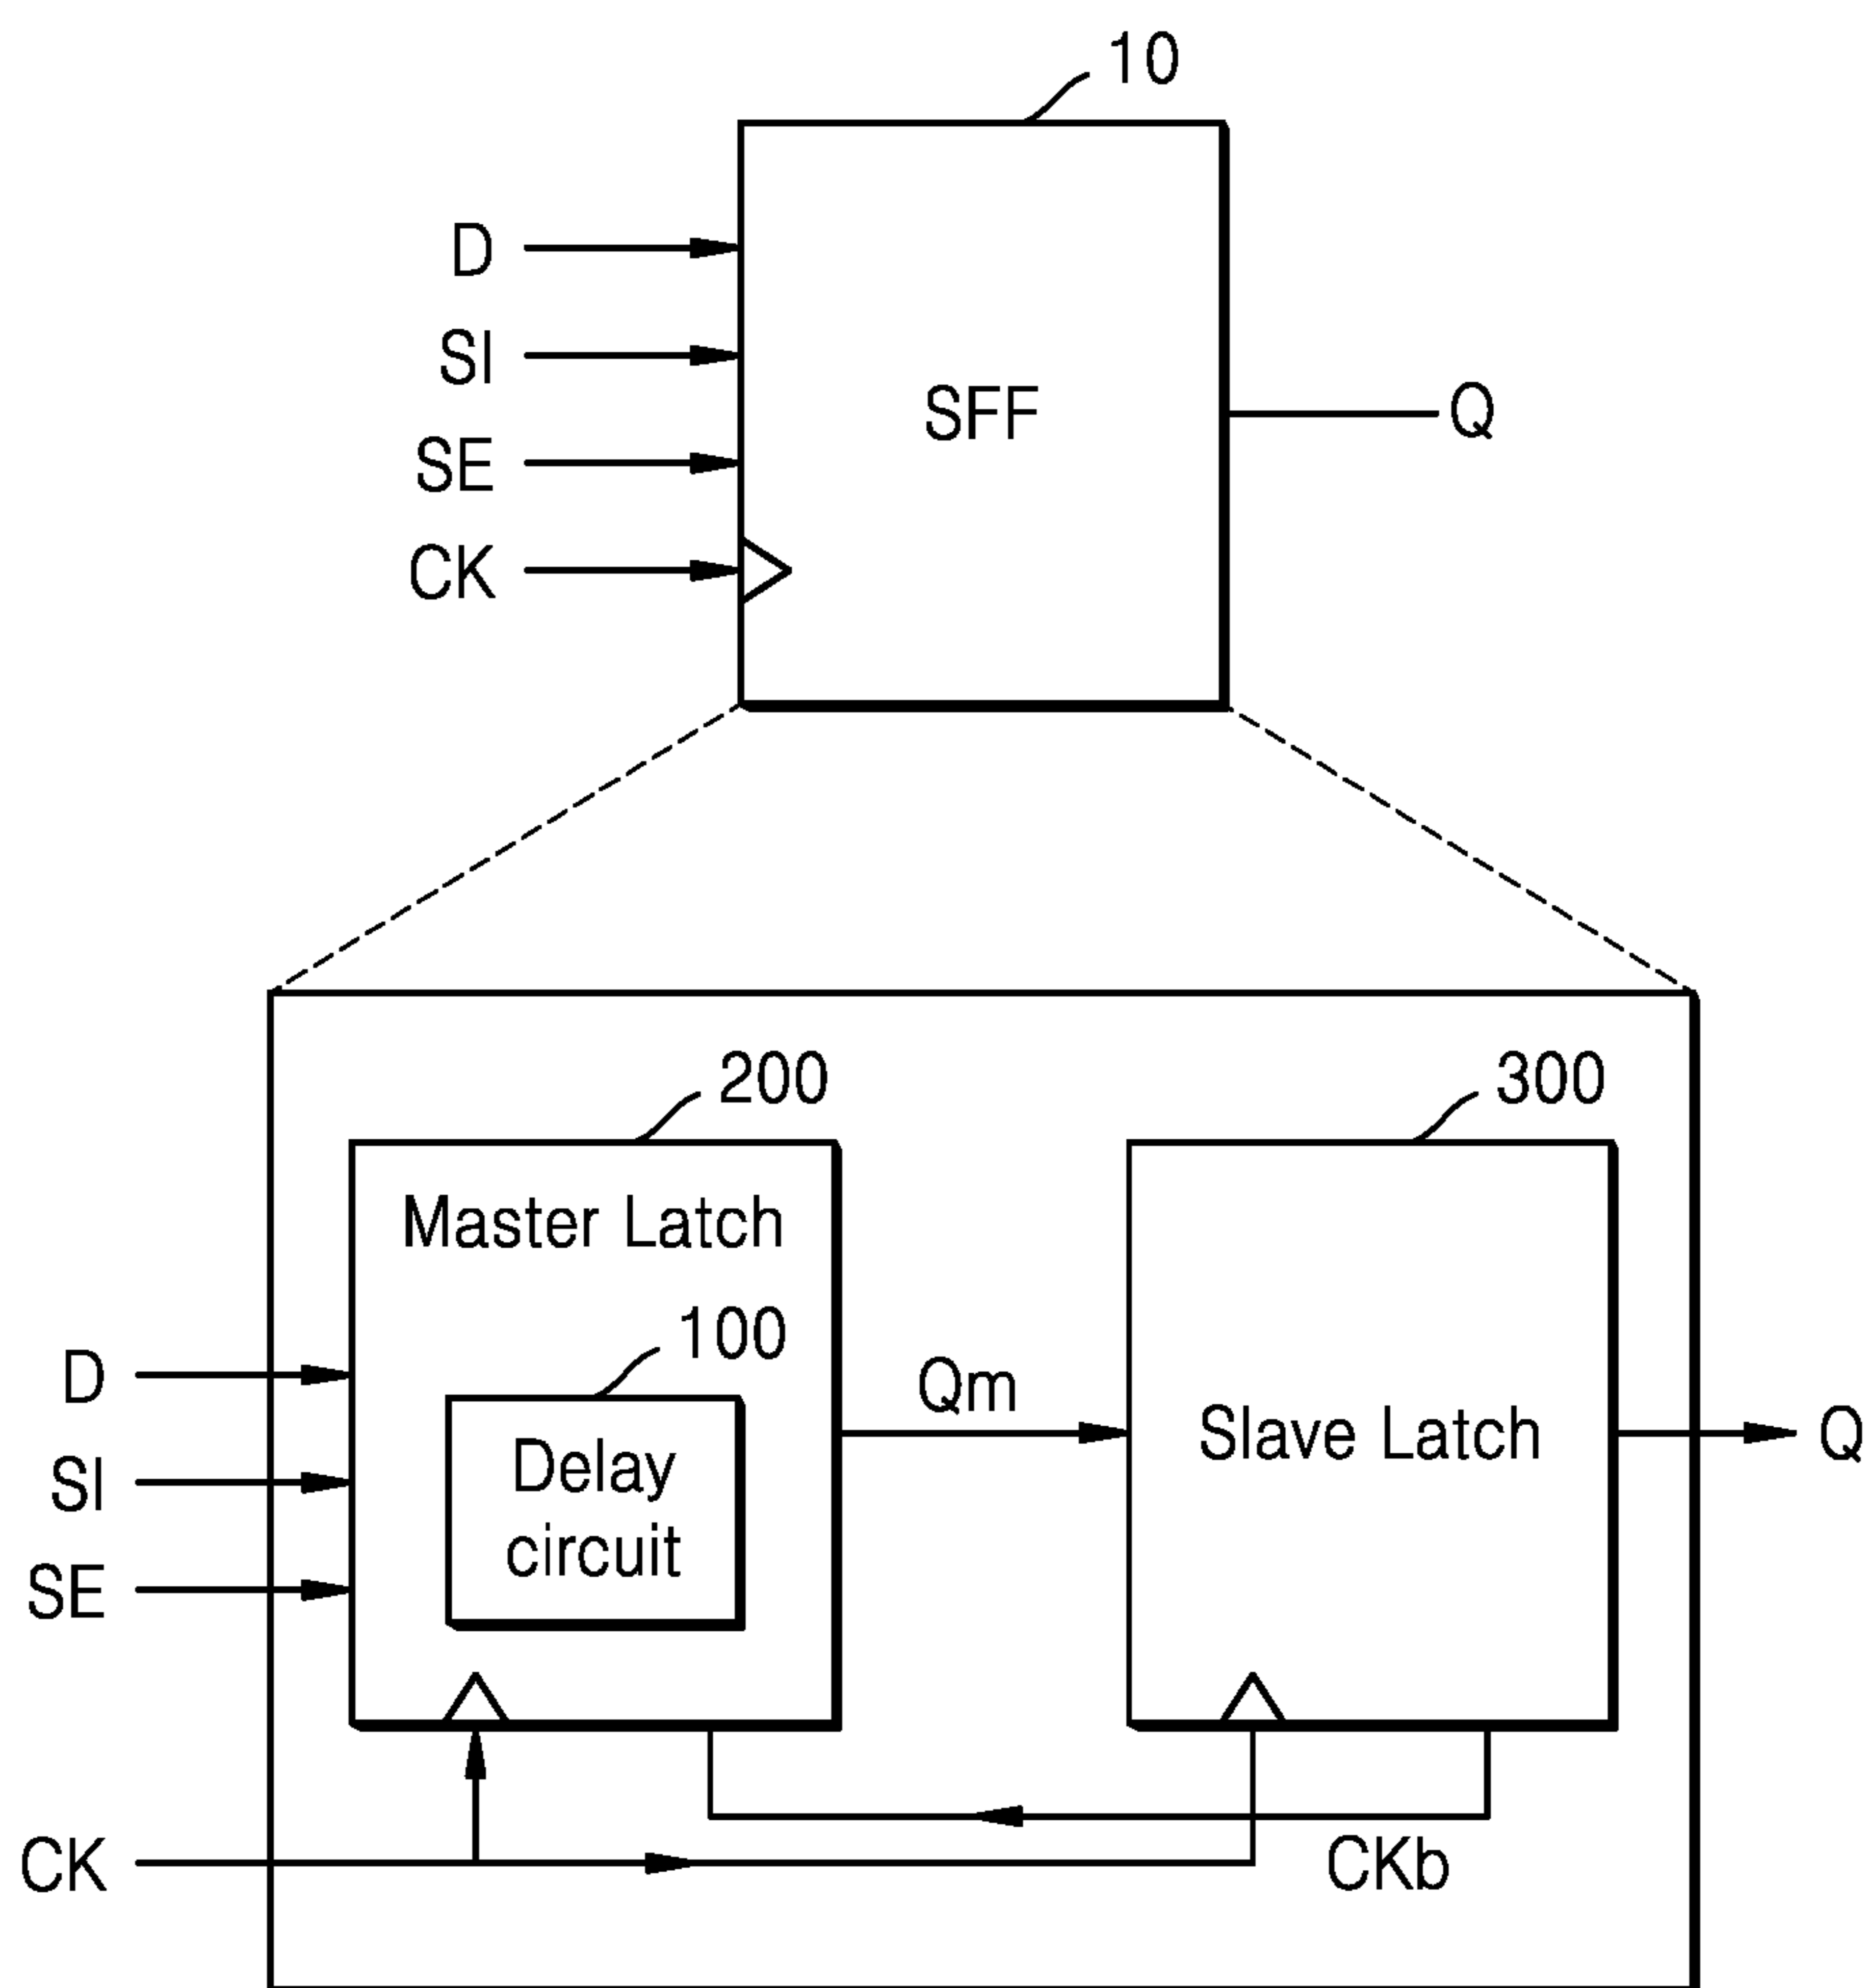 10
D
SI
SE
CK
SFF
Q
200
300
Master Latch
100
Delay
circuit
D
SI
SE
Qm
Slave Latch
Q
CK
CKb